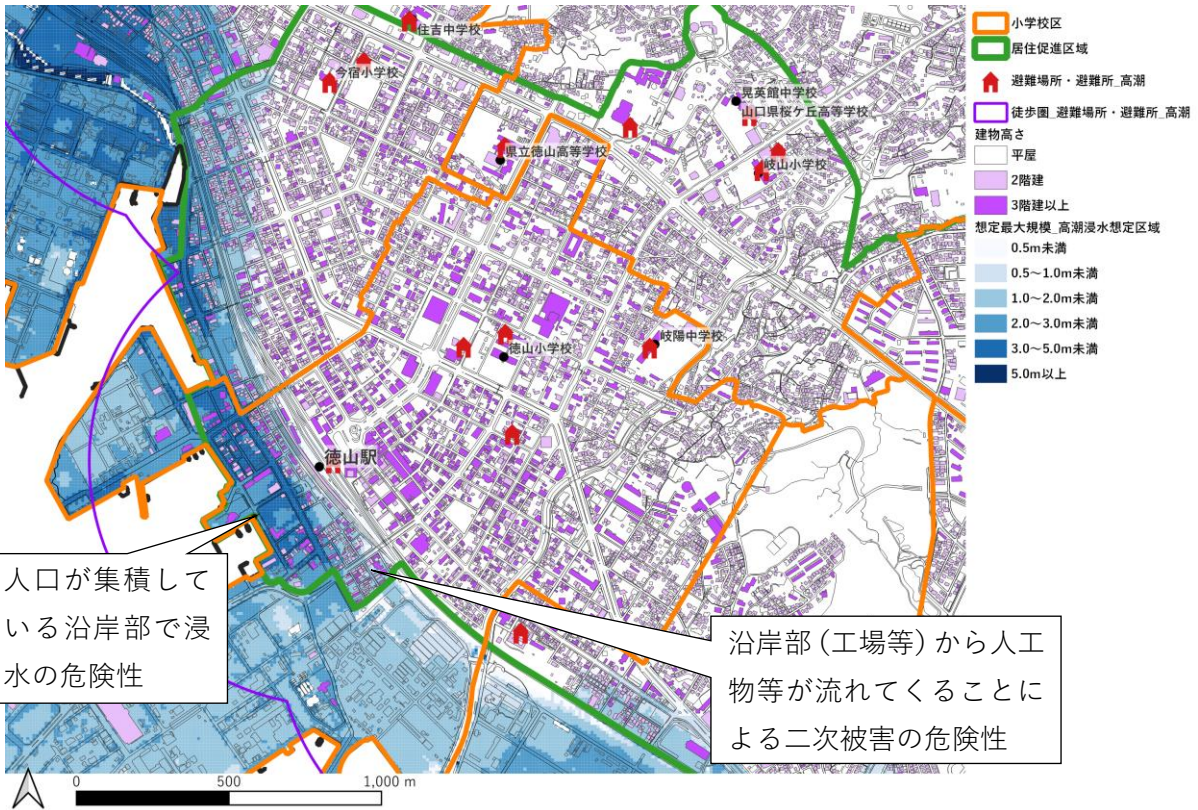 住吉中学校
今宿小学校
晃英館中学校
山口県桜ケ丘高等学校
県立徳山高等学校
岐山小学校
岐陽中学校
徳山小学校
徳山駅
人口が集積して
いる沿岸部で浸
水の危険性
沿岸部(工場等)から人工
物等が流れてくることに
よる二次被害の危険性
0 500 1,000 m
小学校区
居住促進区域
避難場所・避難所_高潮
徒歩圏_避難場所・避難所_高潮
建物高さ
平屋
2階建
3階建以上
想定最大規模_高潮浸水想定区域
0.5m未満
0.5～1.0m未満
1.0～2.0m未満
2.0～3.0m未満
3.0～5.0m未満
5.0m以上